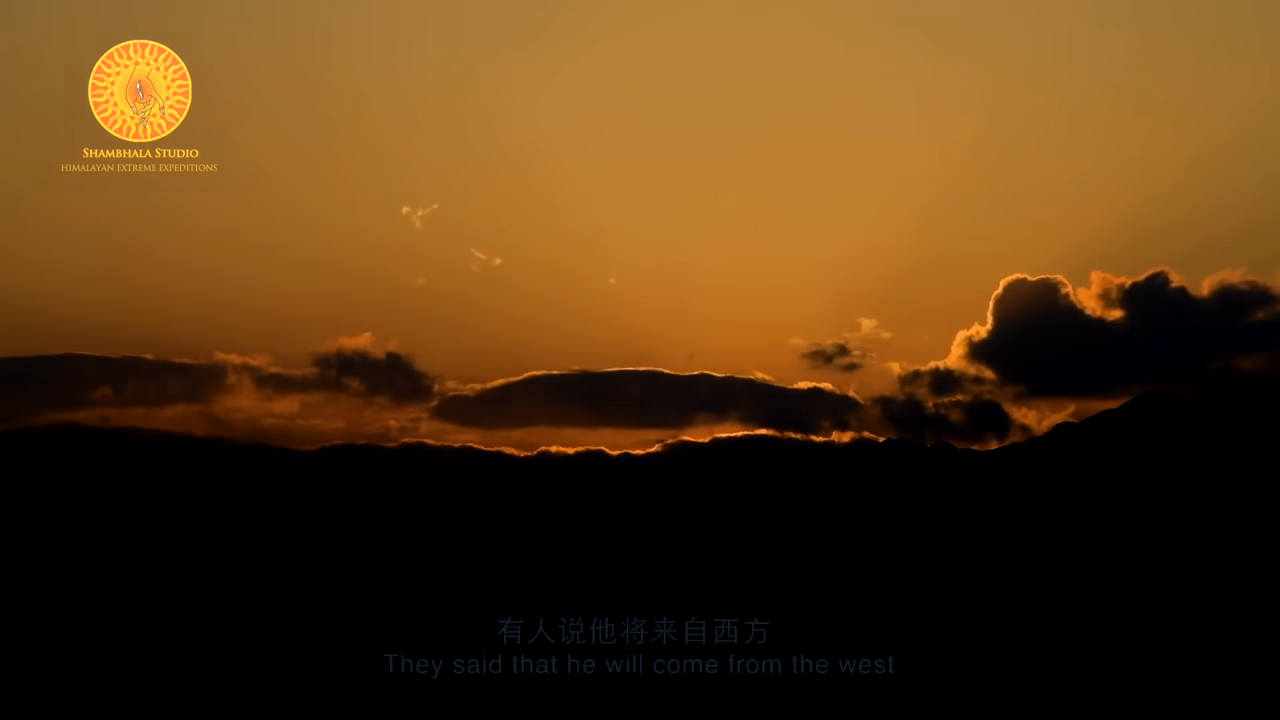 SHAMBHALA STUDIO
HIMALAYAN EXTREME EXPEDITIONS
有人说他将来自西方
They said that he will come from the west